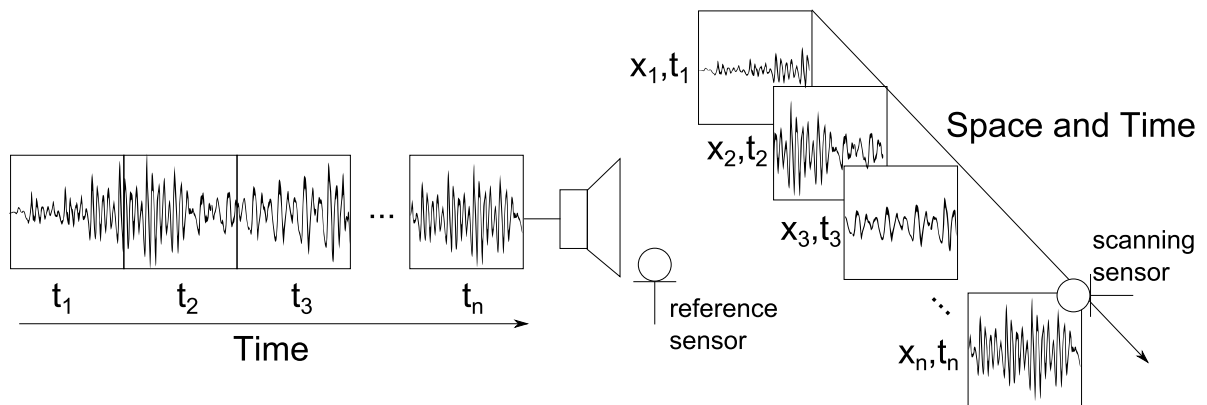 t₁ t₂ t₃ ... tₙ
Time
reference
sensor
x₁,t₁
x₂,t₂
x₃,t₃
...
xₙ,tₙ
Space and Time
scanning
sensor